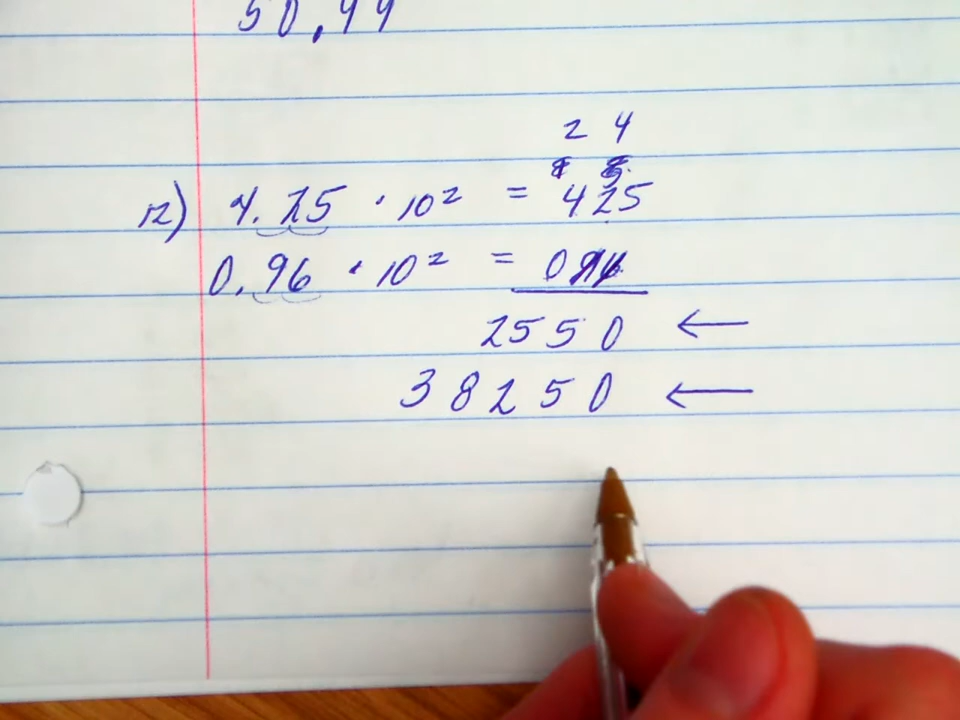 50.44
2 4
12) 4.25 · 10² = 425
0.96 · 10² = 096
2550 ←
38250 ←